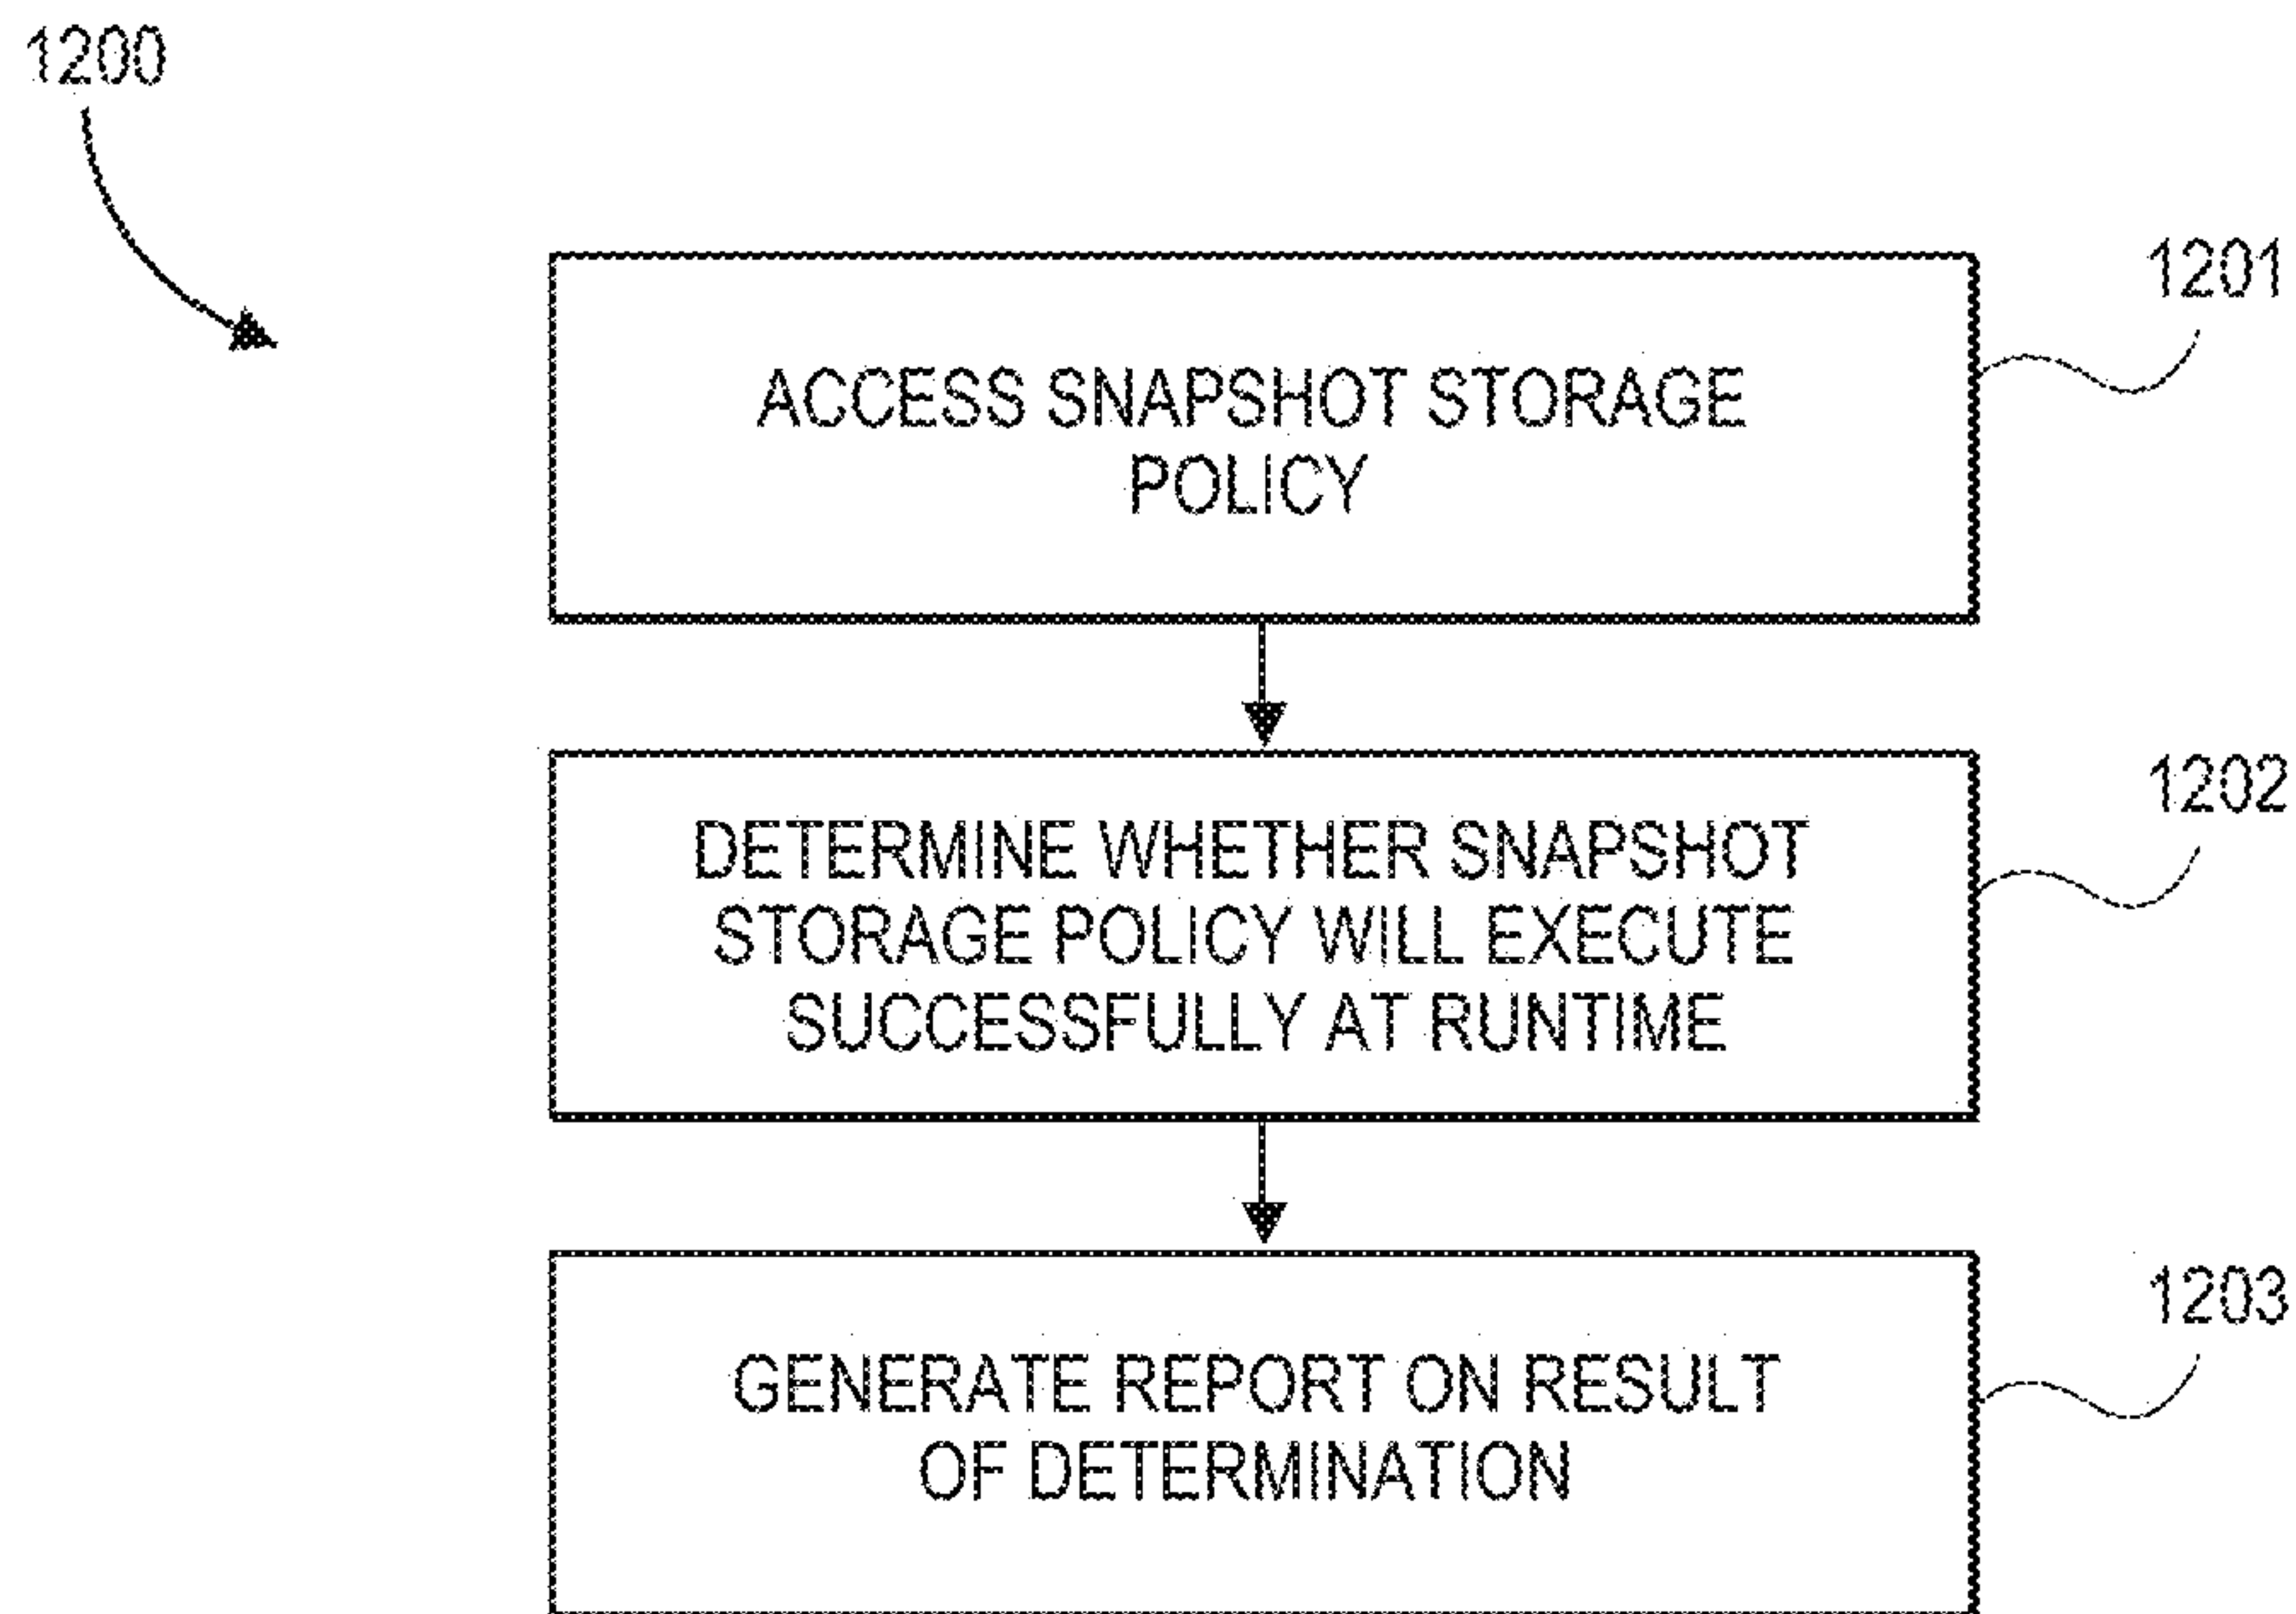 1200
1201
ACCESS SNAPSHOT STORAGE
POLICY
1202
DETERMINE WHETHER SNAPSHOT
STORAGE POLICY WILL EXECUTE
SUCCESSFULLY AT RUNTIME
1203
GENERATE REPORT ON RESULT
OF DETERMINATION